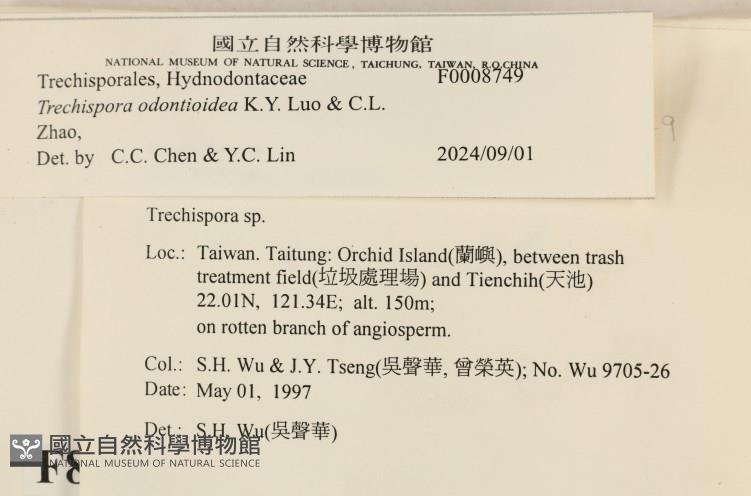 國立自然科學博物館
NATIONAL MUSEUM OF NATURAL SCIENCE, TAICHUNG, TAIWAN, R.O.CHINA
Trechisporales, Hydnodontaceae F0008749
Trechispora odontioidea K.Y. Luo & C.L.
Zhao,
Det. by C.C. Chen & Y.C. Lin 2024/09/01
Trechispora sp.
Loc.: Taiwan. Taitung: Orchid Island(蘭嶼), between trash
treatment field(垃圾處理場) and Tienchih(天池)
22.01N, 121.34E; alt. 150m;
on rotten branch of angiosperm.
Col.: S.H. Wu & J.Y. Tseng(吳聲華, 曾榮英); No. Wu 9705-26
Date: May 01, 1997
Det.: S.H. Wu(吳聲華)
國立自然科學博物館
NATIONAL MUSEUM OF NATURAL SCIENCE